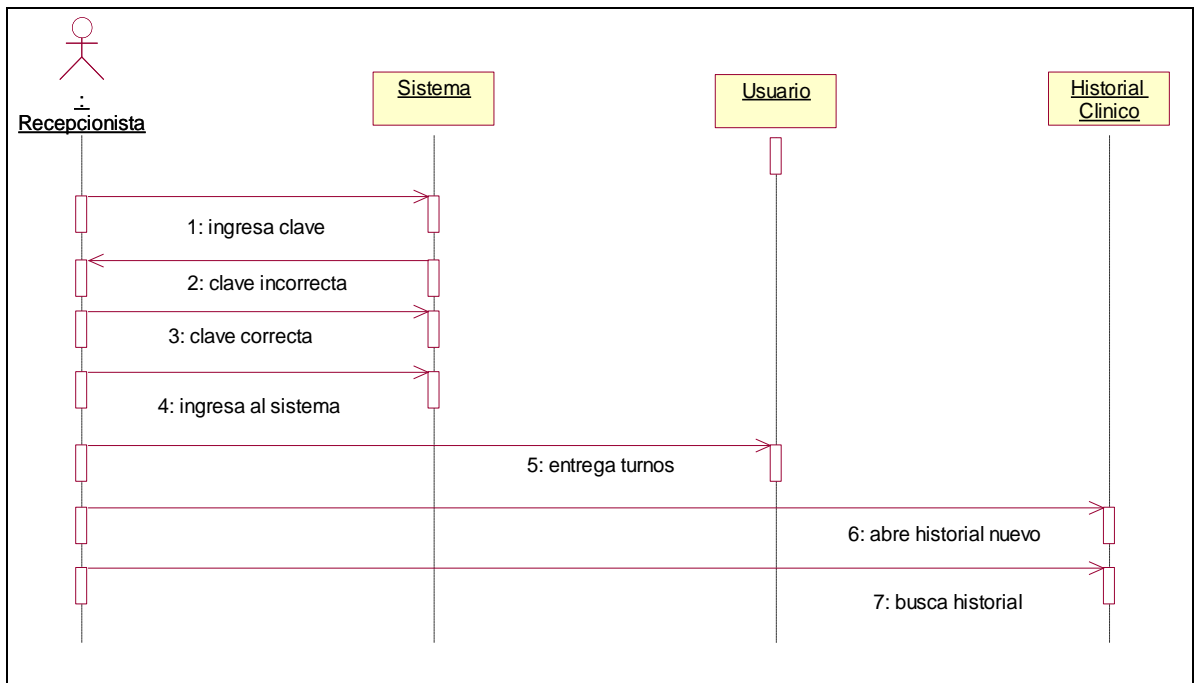 :
Recepcionista
Sistema
Usuario
Historial
Clinico
1: ingresa clave
2: clave incorrecta
3: clave correcta
4: ingresa al sistema
5: entrega turnos
6: abre historial nuevo
7: busca historial